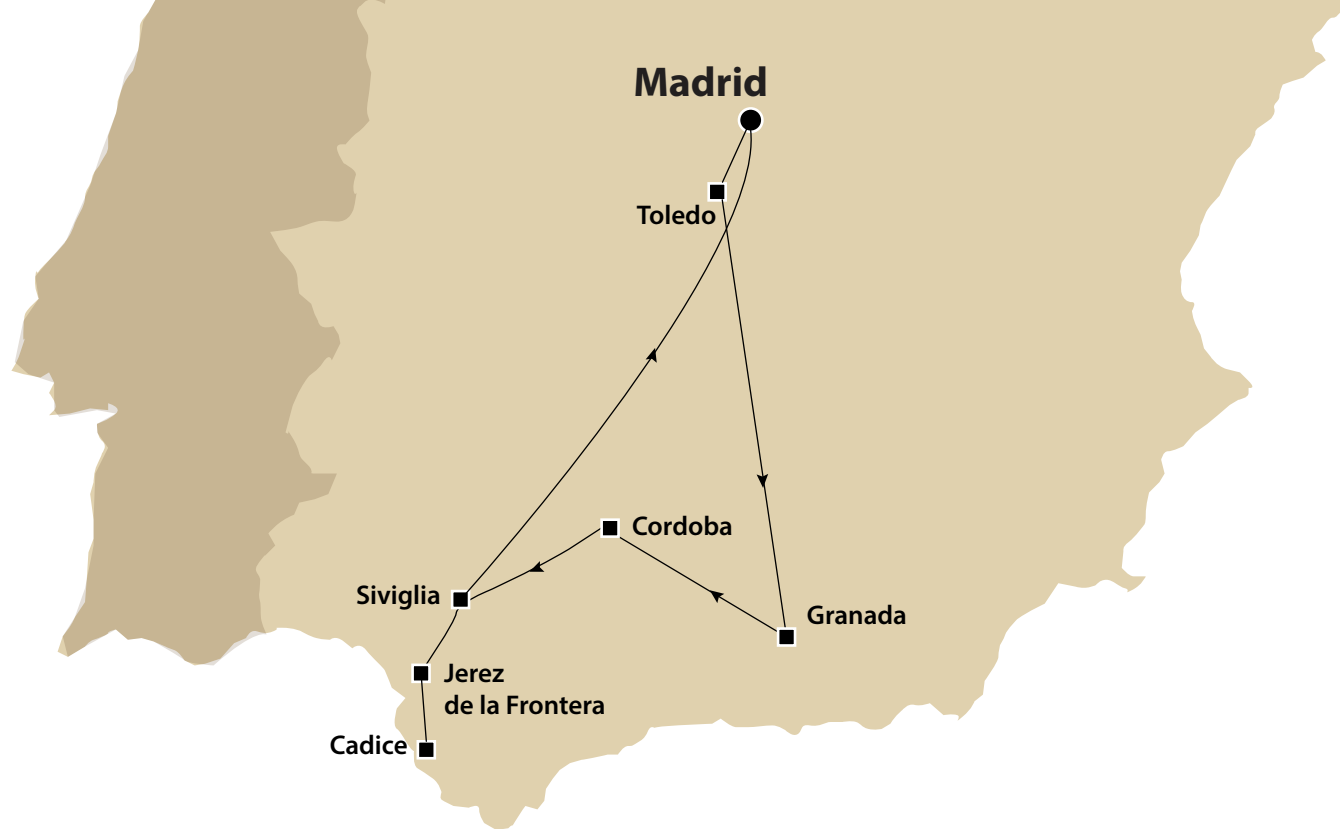 Madrid
Toledo
Cordoba
Siviglia
Granada
Jerez
de la Frontera
Cadice